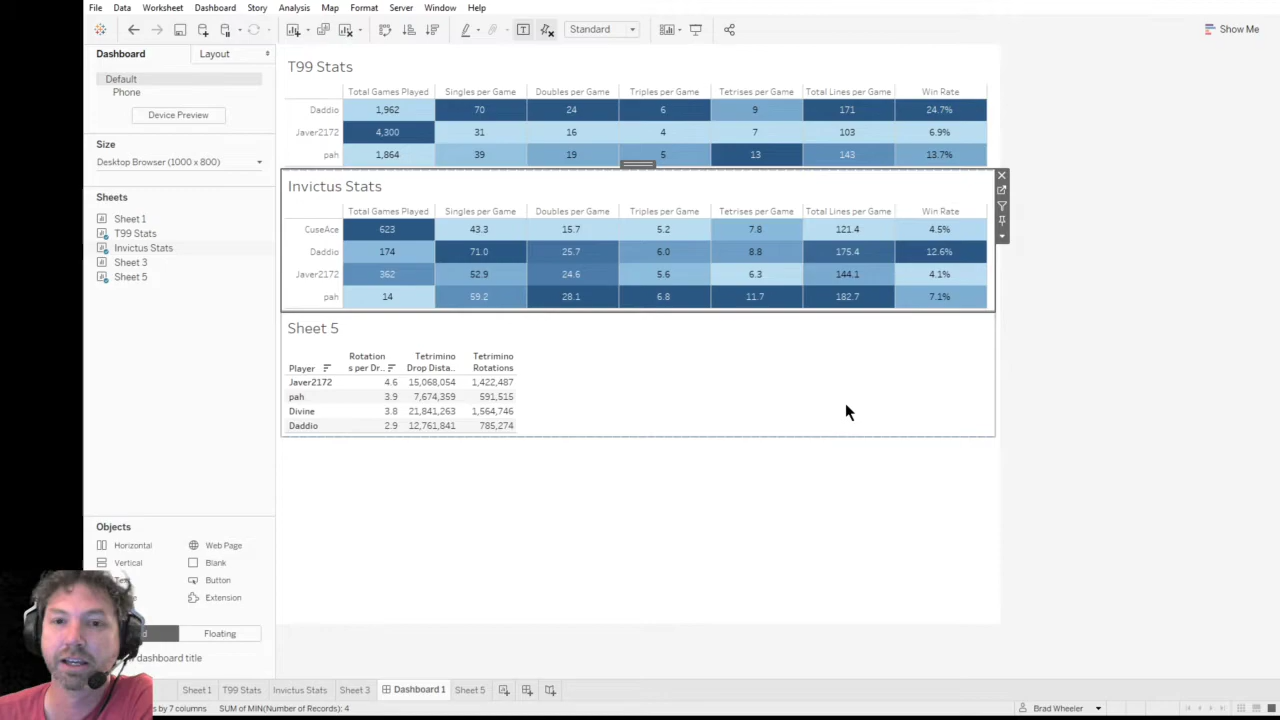 File Data Worksheet Dashboard Story Analysis Map Format Server Window Help
Standard
Show Me
Dashboard Layout
Default
Phone
Device Preview
Size
Desktop Browser (1000 x 800)
Sheets
Sheet 1
T99 Stats
Invictus Stats
Sheet 3
Sheet 5
Objects
Horizontal Web Page
Vertical Blank
Button
Extension
Floating
dashboard title
T99 Stats
Total Games Played Singles per Game Doubles per Game Triples per Game Tetrises per Game Total Lines per Game Win Rate
Daddio 1,962 70 24 6 9 171 24.7%
Javer2172 4,300 31 16 4 7 103 6.9%
pah 1,864 39 19 5 13 143 13.7%
Invictus Stats
Total Games Played Singles per Game Doubles per Game Triples per Game Tetrises per Game Total Lines per Game Win Rate
CuseAce 623 43.3 15.7 5.2 7.8 121.4 4.5%
Daddio 174 71.0 25.7 6.0 8.8 175.4 12.6%
Javer2172 362 52.9 24.6 5.6 6.3 144.1 4.1%
pah 14 59.2 28.1 6.8 11.7 182.7 7.1%
Sheet 5
Rotation Tetrimino Tetrimino
Player s per Dr.. Drop Dista.. Rotations
Javer2172 4.6 15,068,054 1,422,487
pah 3.9 7,674,359 591,515
Divine 3.8 21,841,263 1,564,746
Daddio 2.9 12,761,841 785,274
Sheet 1 T99 Stats Invictus Stats Sheet 3 Dashboard 1 Sheet 5
by 7 columns SUM of MIN(Number of Records): 4 Brad Wheeler